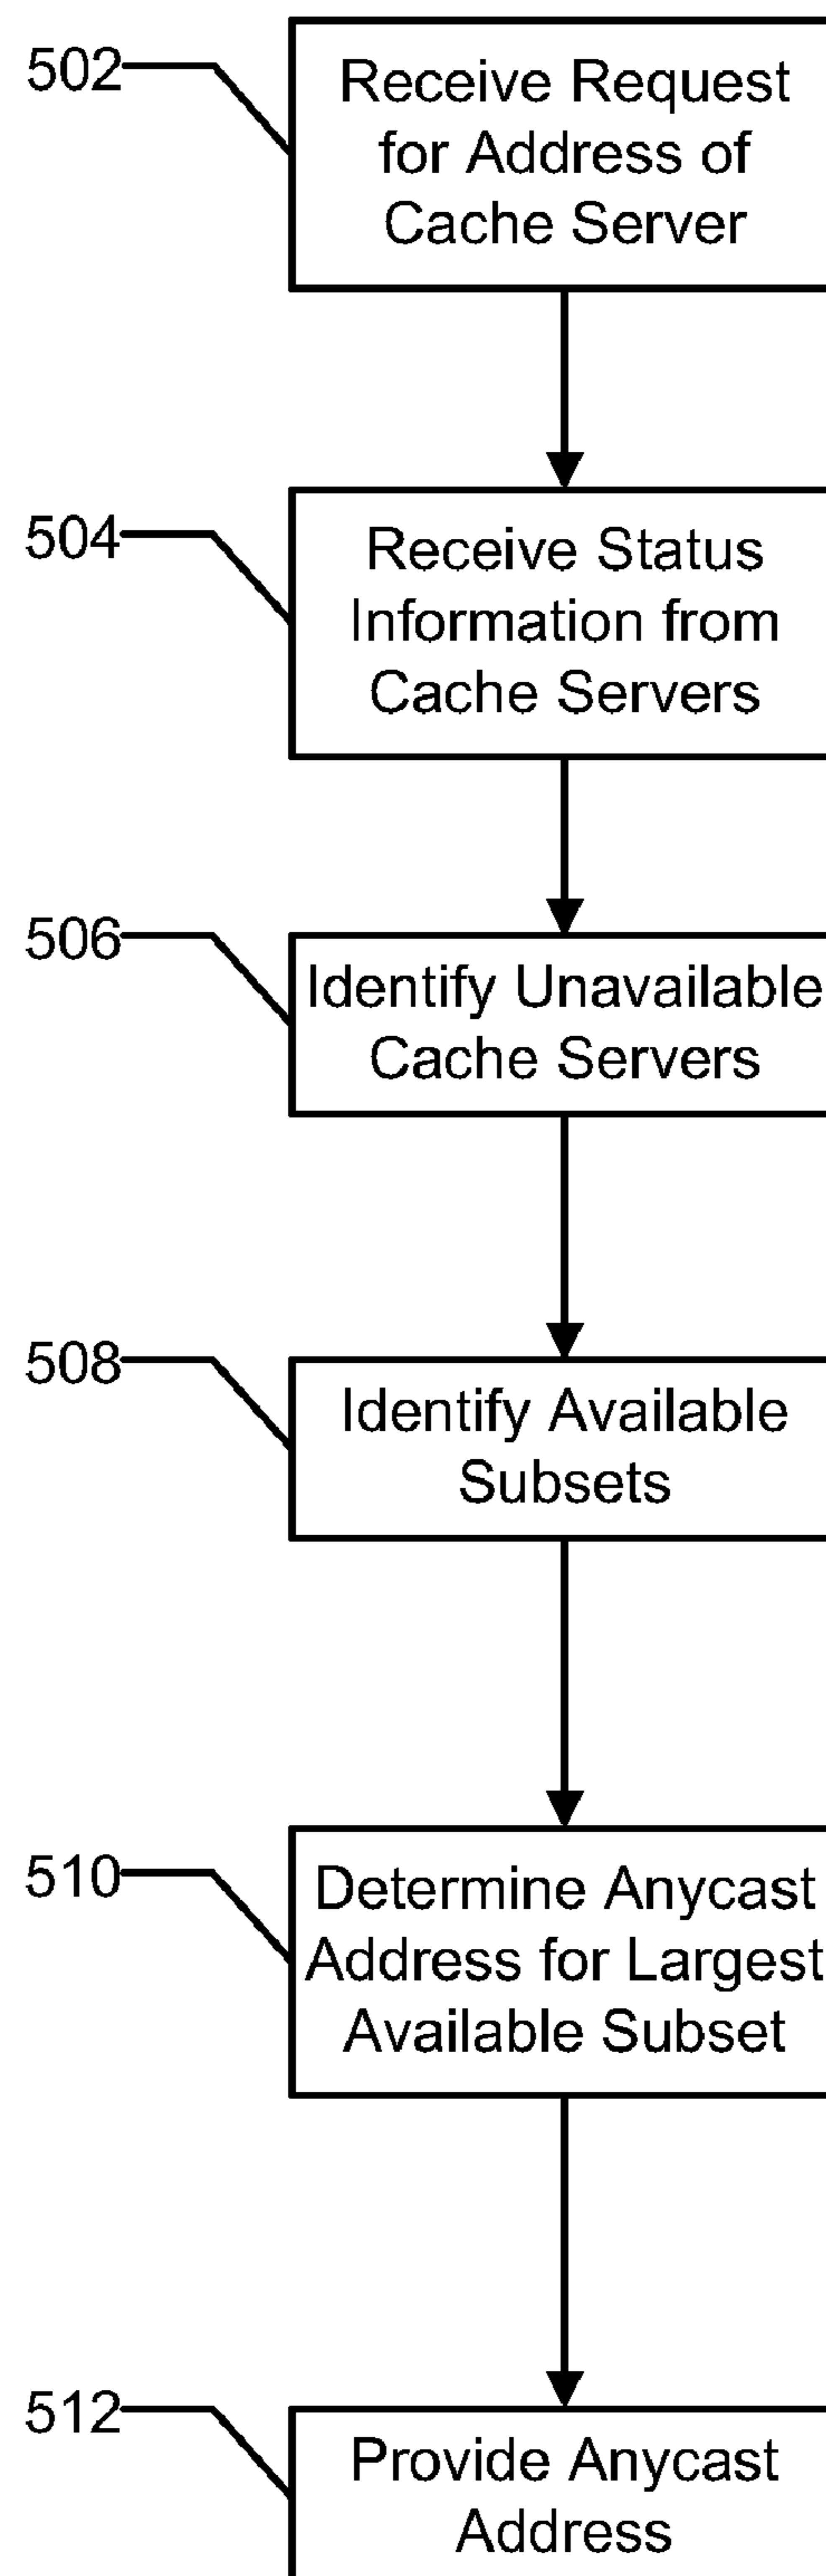 502
Receive Request
for Address of
Cache Server
504
Receive Status
Information from
Cache Servers
506
Identify Unavailable
Cache Servers
508
Identify Available
Subsets
510
Determine Anycast
Address for Largest
Available Subset
512
Provide Anycast
Address